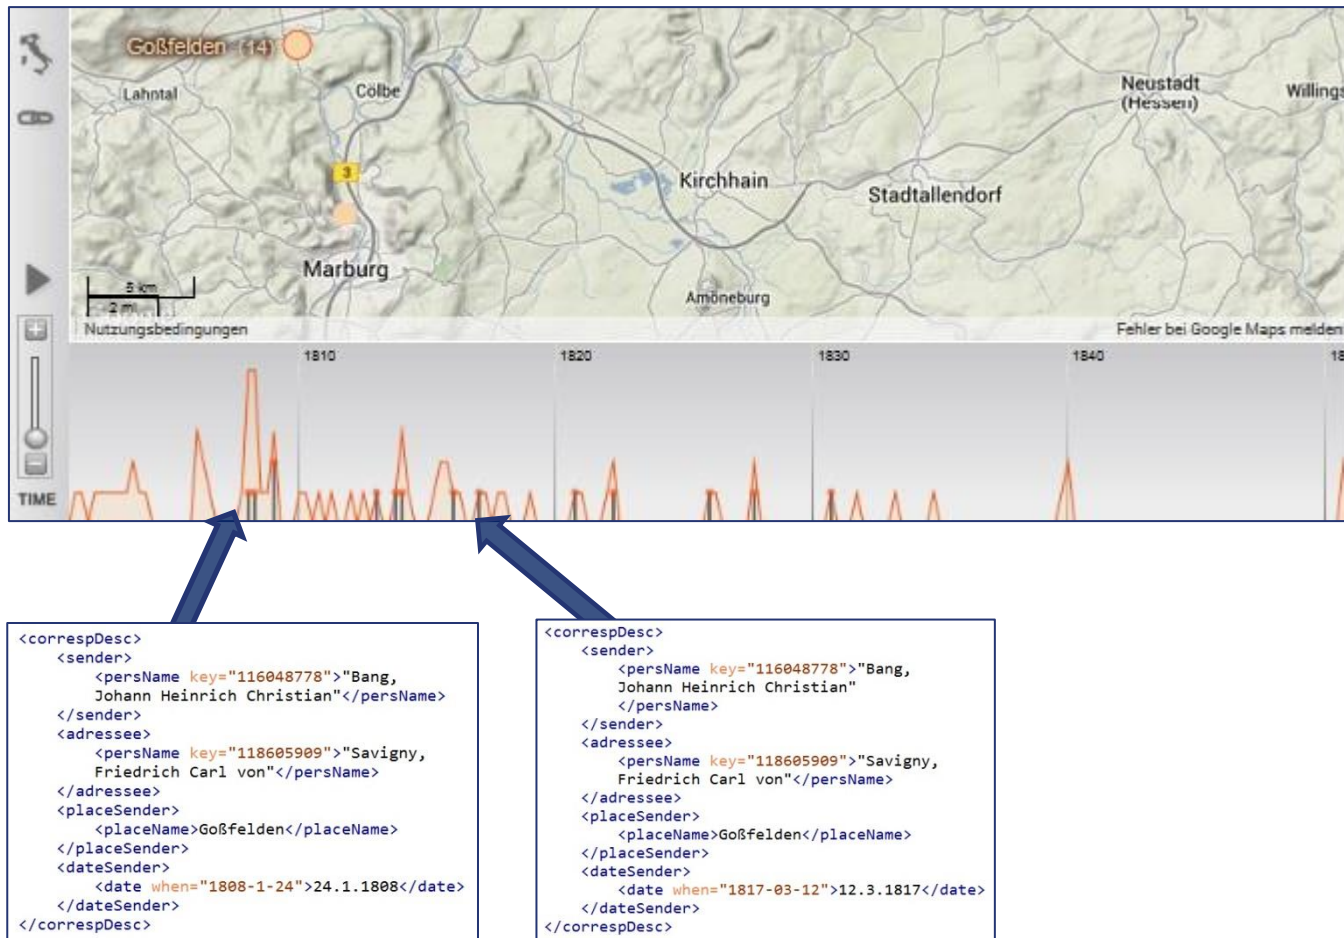 Goßfelden (14)
Lahntal
Cölbe
Neustadt
(Hessen)
Willings
3
Kirchhain
Stadtallendorf
Marburg
Amöneburg
5 km
2 mi
Nutzungsbedingungen
Fehler bei Google Maps melden
1810
1820
1830
1840
18
TIME
<correspDesc>
<sender>
<persName key="116048778">"Bang,
Johann Heinrich Christian"</persName>
</sender>
<adressee>
<persName key="118605909">"Savigny,
Friedrich Carl von"</persName>
</adressee>
<placeSender>
<placeName>Goßfelden</placeName>
</placeSender>
<dateSender>
<date when="1808-1-24">24.1.1808</date>
</dateSender>
</correspDesc>
<correspDesc>
<sender>
<persName key="116048778">"Bang,
Johann Heinrich Christian"
</persName>
</sender>
<adressee>
<persName key="118605909">"Savigny,
Friedrich Carl von"</persName>
</adressee>
<placeSender>
<placeName>Goßfelden</placeName>
</placeSender>
<dateSender>
<date when="1817-03-12">12.3.1817</date>
</dateSender>
</correspDesc>